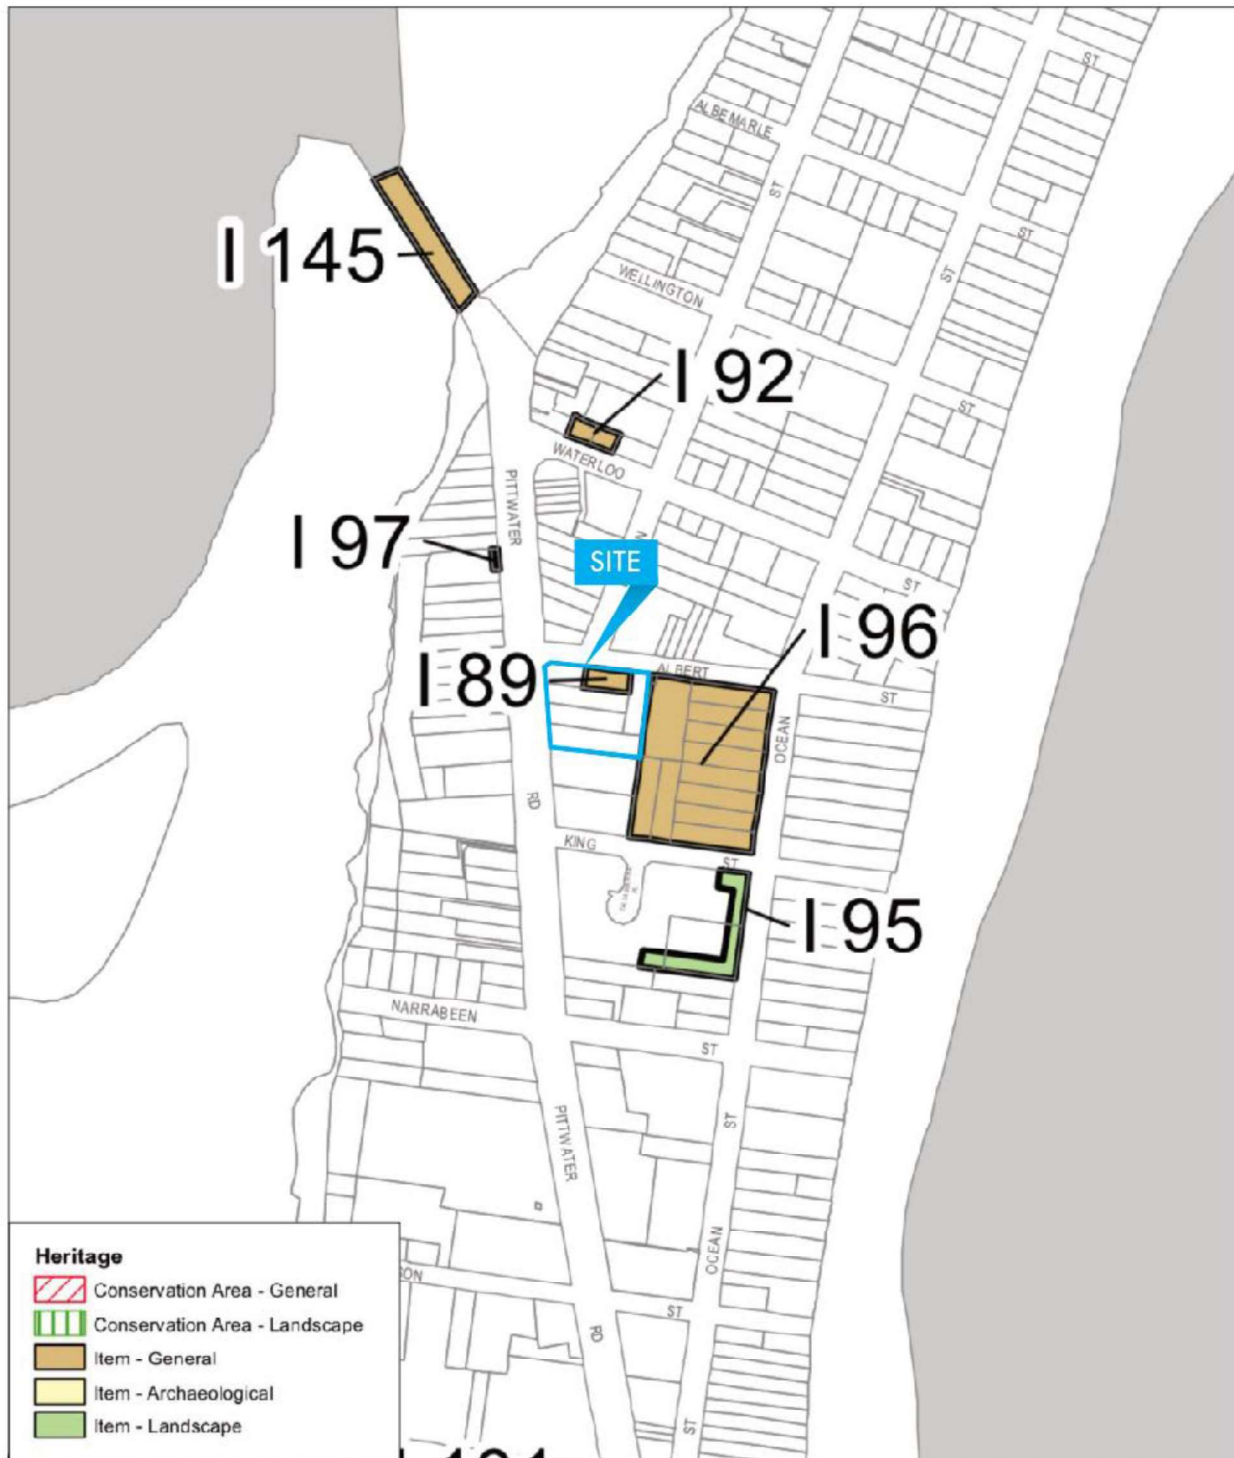 ST
ALBEMARLE
ST
ST
I 145
ST
WELLINGTON
I 92
ST
WATERLOO
PITTWATER
I 97
SITE
ST
I 96
ALBERT
I 89
ST
OCEAN
RD
KING
ST
I 95
NARRABEEN
ST
PITTWATER
ST
OCEAN
ST
RD
ST
Heritage
Conservation Area - General
Conservation Area - Landscape
Item - General
Item - Archaeological
Item - Landscape